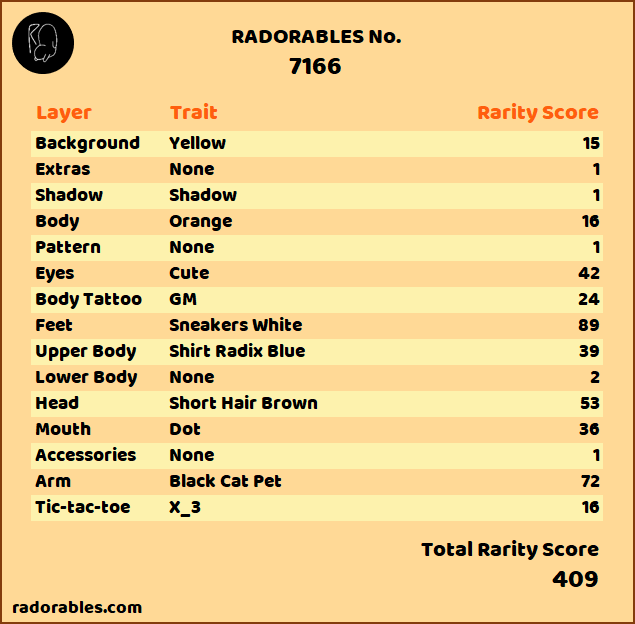 RADORABLES No.
7166
Layer Trait Rarity Score
Background Yellow 15
Extras None 1
Shadow Shadow 1
Body Orange 16
Pattern None 1
Eyes Cute 42
Body Tattoo GM 24
Feet Sneakers White 89
Upper Body Shirt Radix Blue 39
Lower Body None 2
Head Short Hair Brown 53
Mouth Dot 36
Accessories None 1
Arm Black Cat Pet 72
Tic-tac-toe X_3 16
Total Rarity Score
409
radorables.com